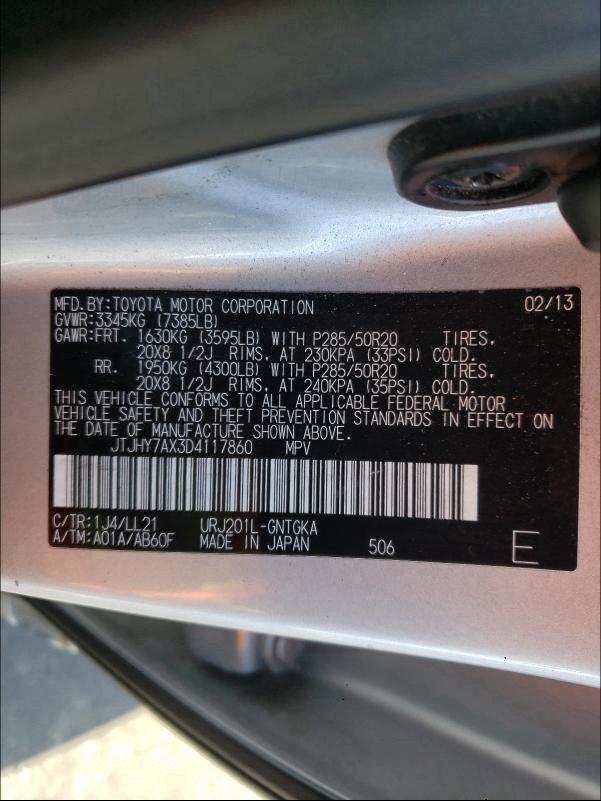 MFD.BY:TOYOTA MOTOR CORPORATION 02/13
GVWR:3345KG (7385LB)
GAWR:FRT. 1630KG (3595LB) WITH P285/50R20 TIRES,
20X8 1/2J RIMS, AT 230KPA (33PSI) COLD.
RR. 1950KG (4300LB) WITH P285/50R20 TIRES,
20X8 1/2J RIMS, AT 240KPA (35PSI) COLD.
THIS VEHICLE CONFORMS TO ALL APPLICABLE FEDERAL MOTOR
VEHICLE SAFETY AND THEFT PREVENTION STANDARDS IN EFFECT ON
THE DATE OF MANUFACTURE SHOWN ABOVE.
JTJHY7AX3D4117860 MPV
C/TR:1J4/LL21 URJ201L-GNTGKA
A/TM:A01A/AB60F MADE IN JAPAN 506 E